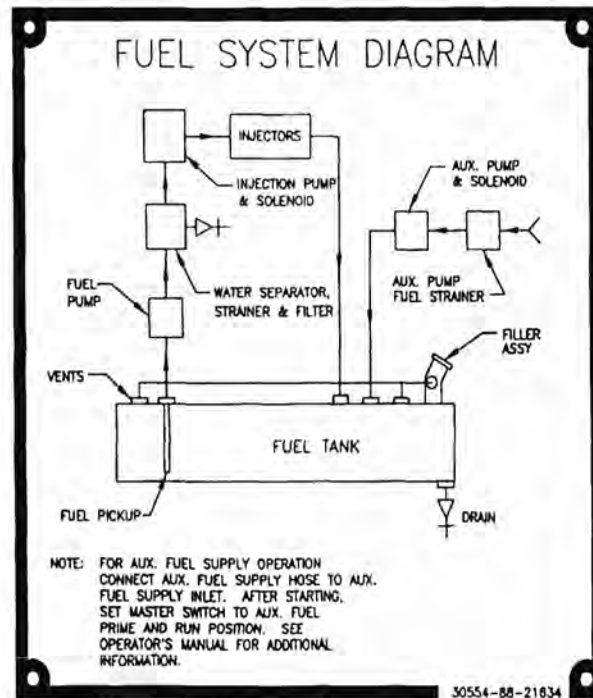 FUEL SYSTEM DIAGRAM
INJECTORS
INJECTION PUMP
& SOLENOID
AUX. PUMP
& SOLENOID
FUEL
PUMP
WATER SEPARATOR,
STRAINER & FILTER
AUX. PUMP
FUEL STRAINER
FILLER
ASSY
VENTS
FUEL TANK
FUEL PICKUP
DRAIN
NOTE: FOR AUX. FUEL SUPPLY OPERATION
CONNECT AUX. FUEL SUPPLY HOSE TO AUX.
FUEL SUPPLY INLET. AFTER STARTING,
SET MASTER SWITCH TO AUX. FUEL
PRIME AND RUN POSITION. SEE
OPERATOR'S MANUAL FOR ADDITIONAL
INFORMATION.
30554-88-21834